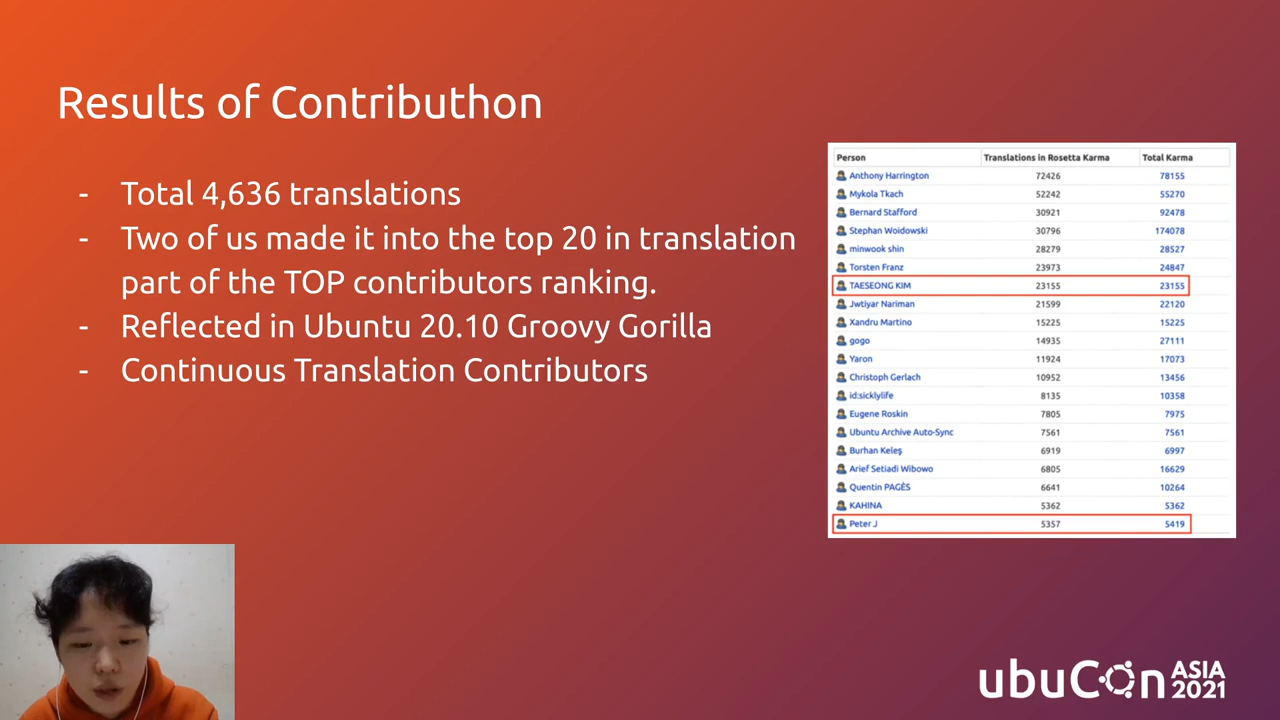 Results of Contributhon
- Total 4,636 translations
- Two of us made it into the top 20 in translation
part of the TOP contributors ranking.
- Reflected in Ubuntu 20.10 Groovy Gorilla
- Continuous Translation Contributors
Person Translations in Rosetta Karma Total Karma
Anthony Harrington 72426 78155
Mykola Tkach 52242 55270
Bernard Stafford 30921 92478
Stephan Woidowski 30796 174078
minwook shin 28279 28527
Torsten Franz 23973 24847
TAESEONG KIM 23155 23155
Jwtiyar Nariman 21599 22120
Xandru Martino 15225 15225
gogo 14935 27111
Yaron 11924 17073
Christoph Gerlach 10952 13456
id:sicklylife 8135 10358
Eugene Roskin 7805 7975
Ubuntu Archive Auto-Sync 7561 7561
Burhan Keleş 6919 6997
Arief Setiadi Wibowo 6805 16629
Quentin PAGÈS 6641 10264
KAHINA 5362 5362
Peter J 5357 5419
ubuCon ASIA
2021